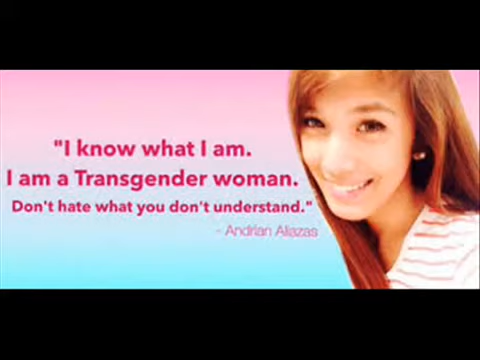 "I know what I am.
I am a Transgender woman.
Don't hate what you don't understand."
- Andrian Aliazas